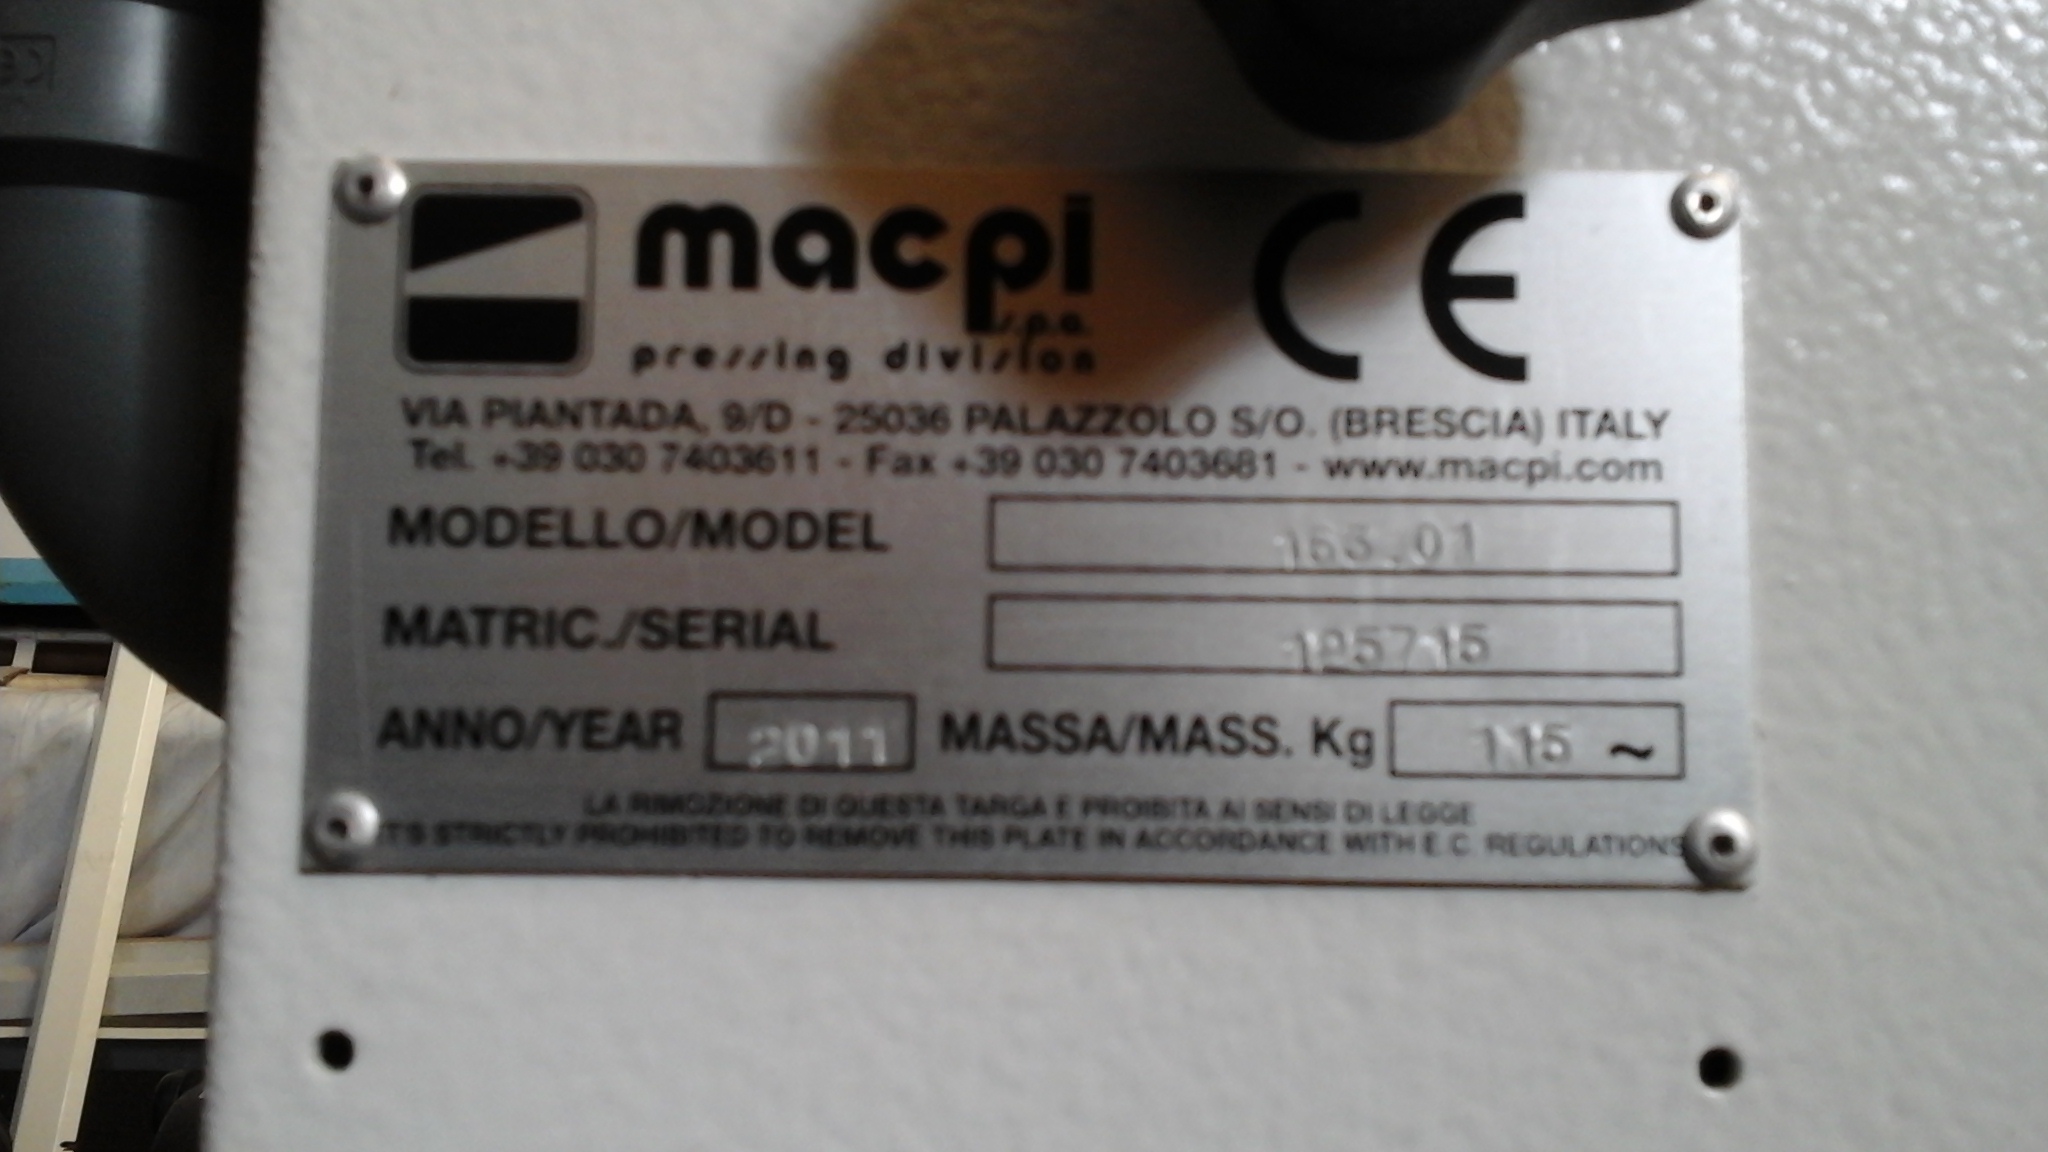 macpi
s.p.a.
pressing division
CE
VIA PIANTADA, 9/D - 25036 PALAZZOLO S/O. (BRESCIA) ITALY
Tel. +39 030 7403611 - Fax +39 030 7403681 - www.macpi.com
MODELLO/MODEL
MATRIC./SERIAL
ANNO/YEAR 2011 MASSA/MASS. Kg 115 ~
LA RIMOZIONE DI QUESTA TARGA E PROIBITA AI SENSI DI LEGGE
IT'S STRICTLY PROHIBITED TO REMOVE THIS PLATE IN ACCORDANCE WITH E.C. REGULATIONS